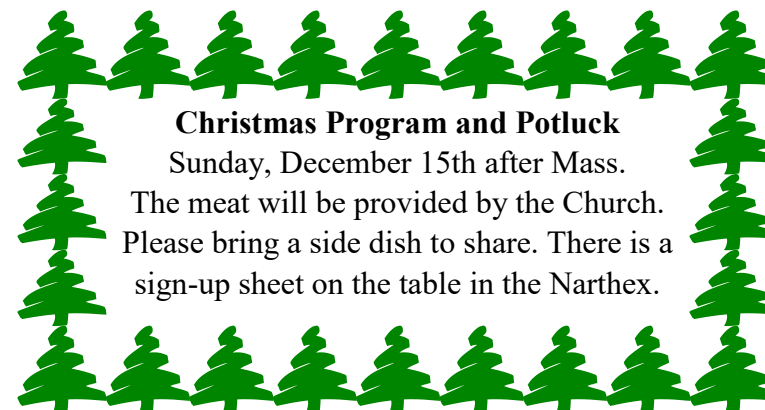 Christmas Program and Potluck
Sunday, December 15th after Mass.
The meat will be provided by the Church.
Please bring a side dish to share. There is a
sign-up sheet on the table in the Narthex.